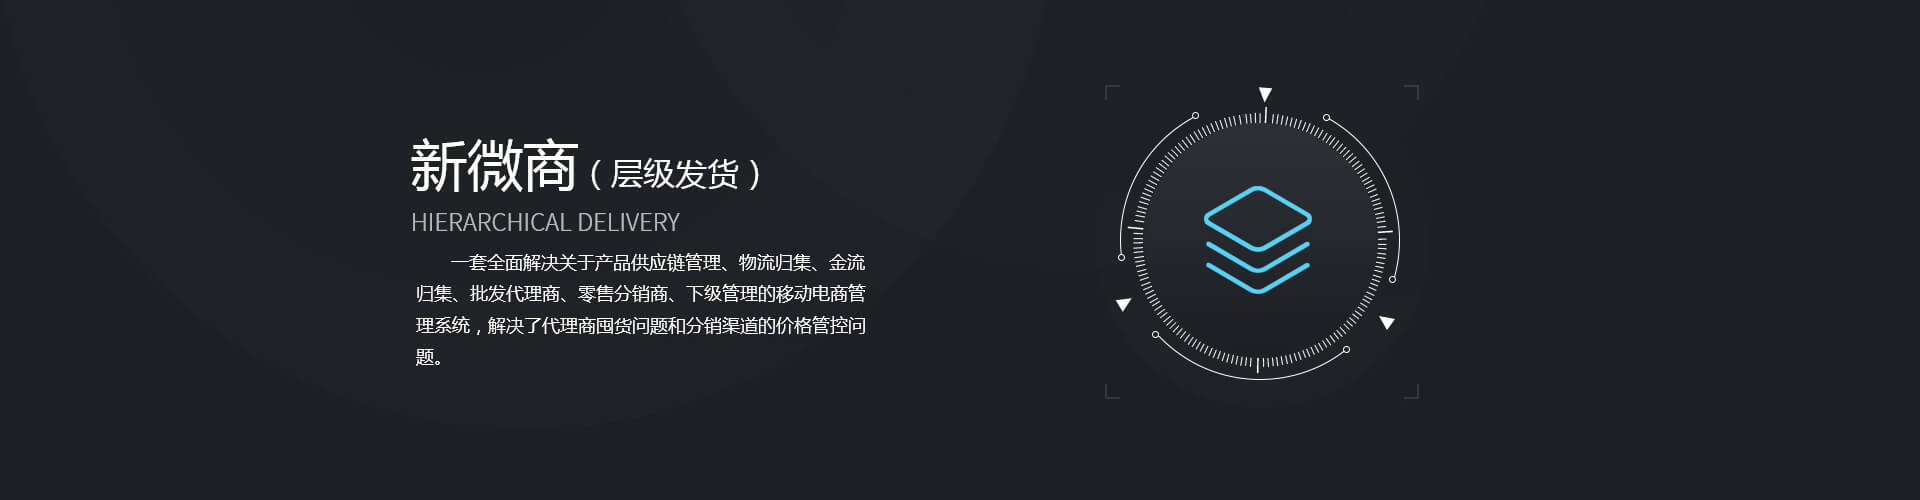 新微商（层级发货）
HIERARCHICAL DELIVERY
一套全面解决关于产品供应链管理、物流归集、金流
归集、批发代理商、零售分销商、下级管理的移动电商管
理系统，解决了代理商囤货问题和分销渠道的价格管控问
题。